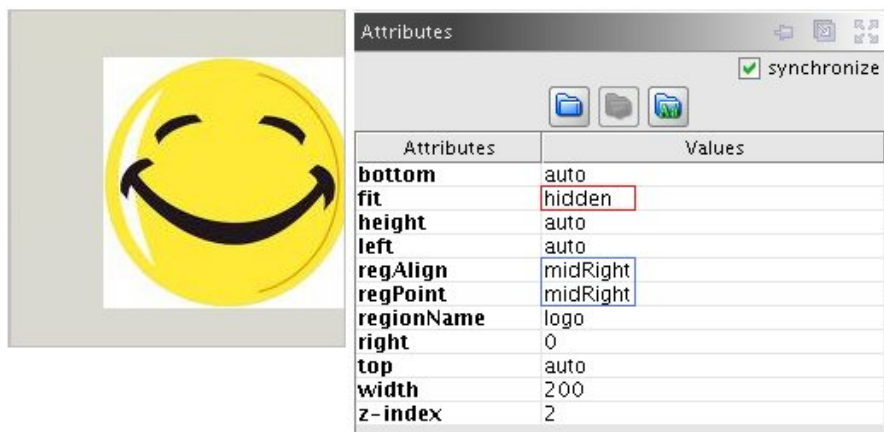 Attributes
synchronize
Attributes Values
bottom auto
fit hidden
height auto
left auto
regAlign midRight
regPoint midRight
regionName logo
right 0
top auto
width 200
z-index 2